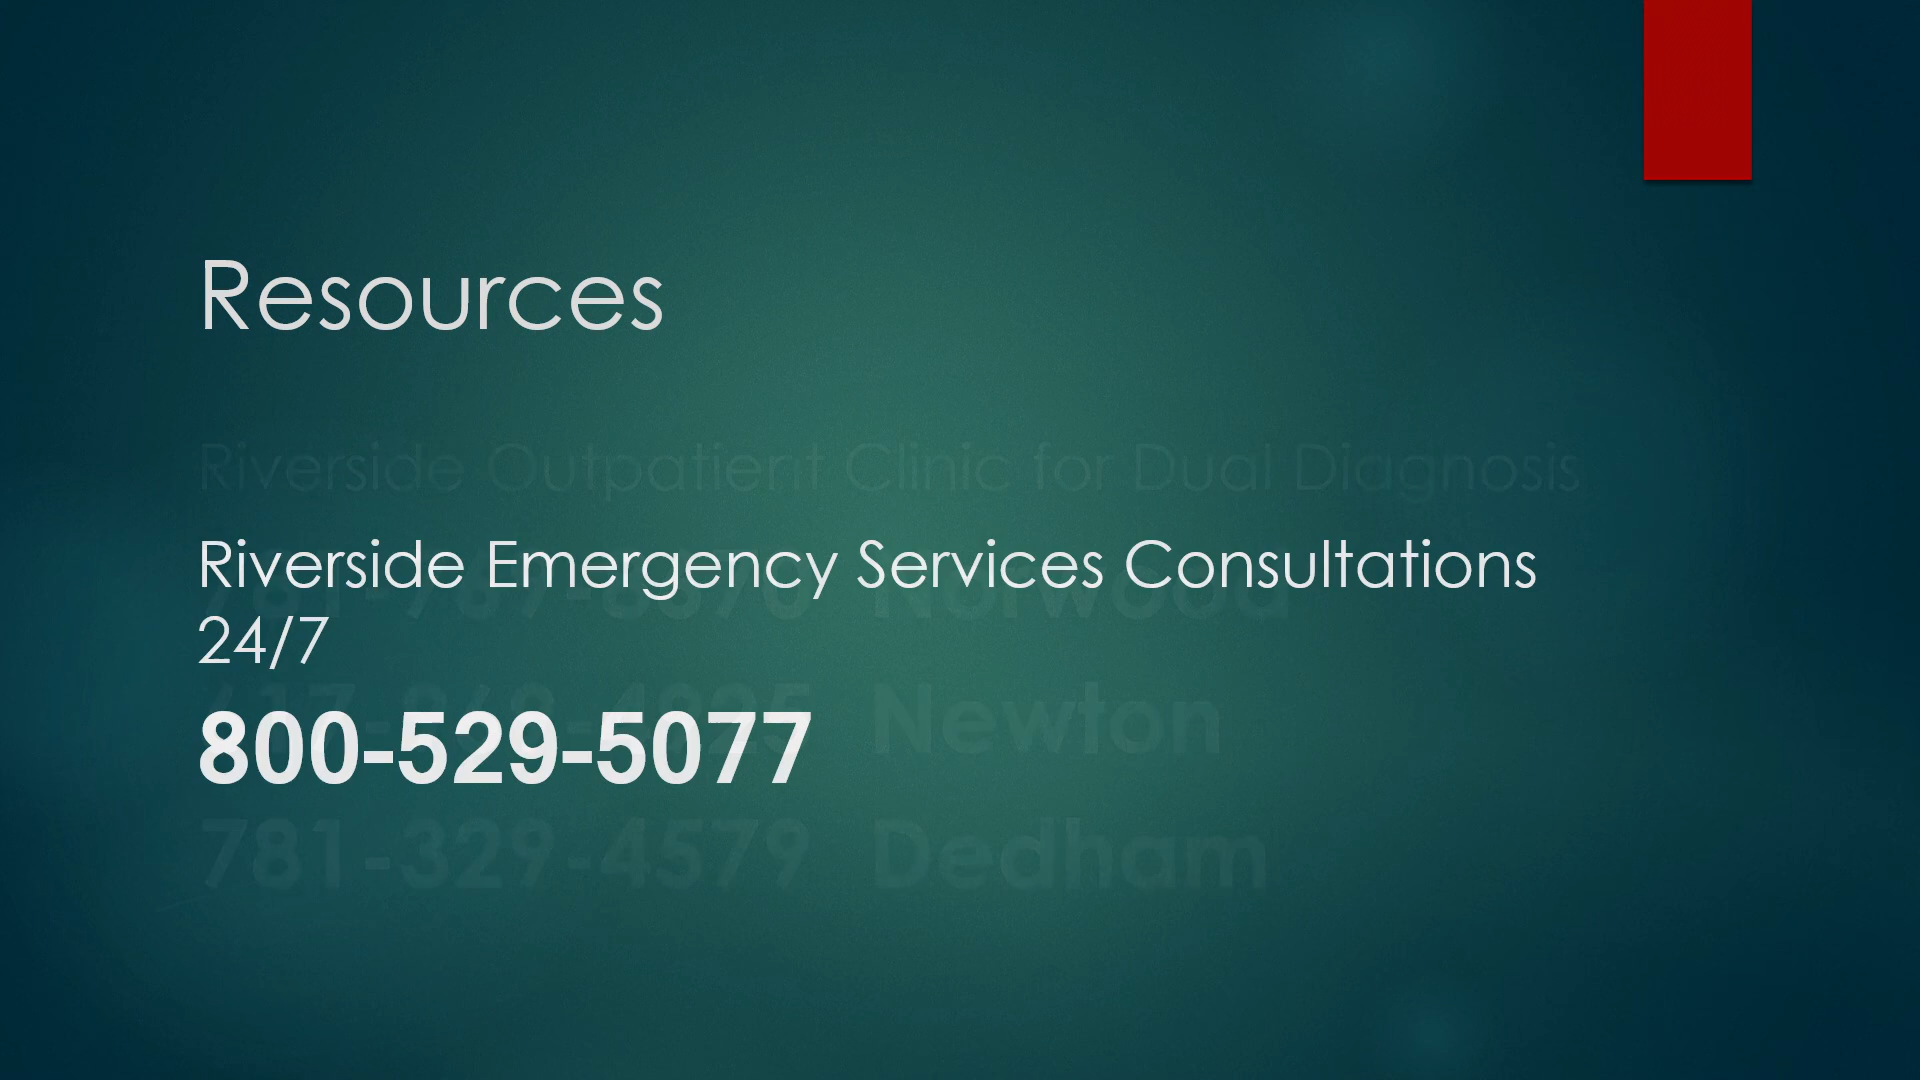 Resources
Riverside Outpatient Clinic for Dual Diagnosis
Riverside Emergency Services Consultations
24/7
Norwood
800-529-5077
Newton
781-329-4579 Dedham